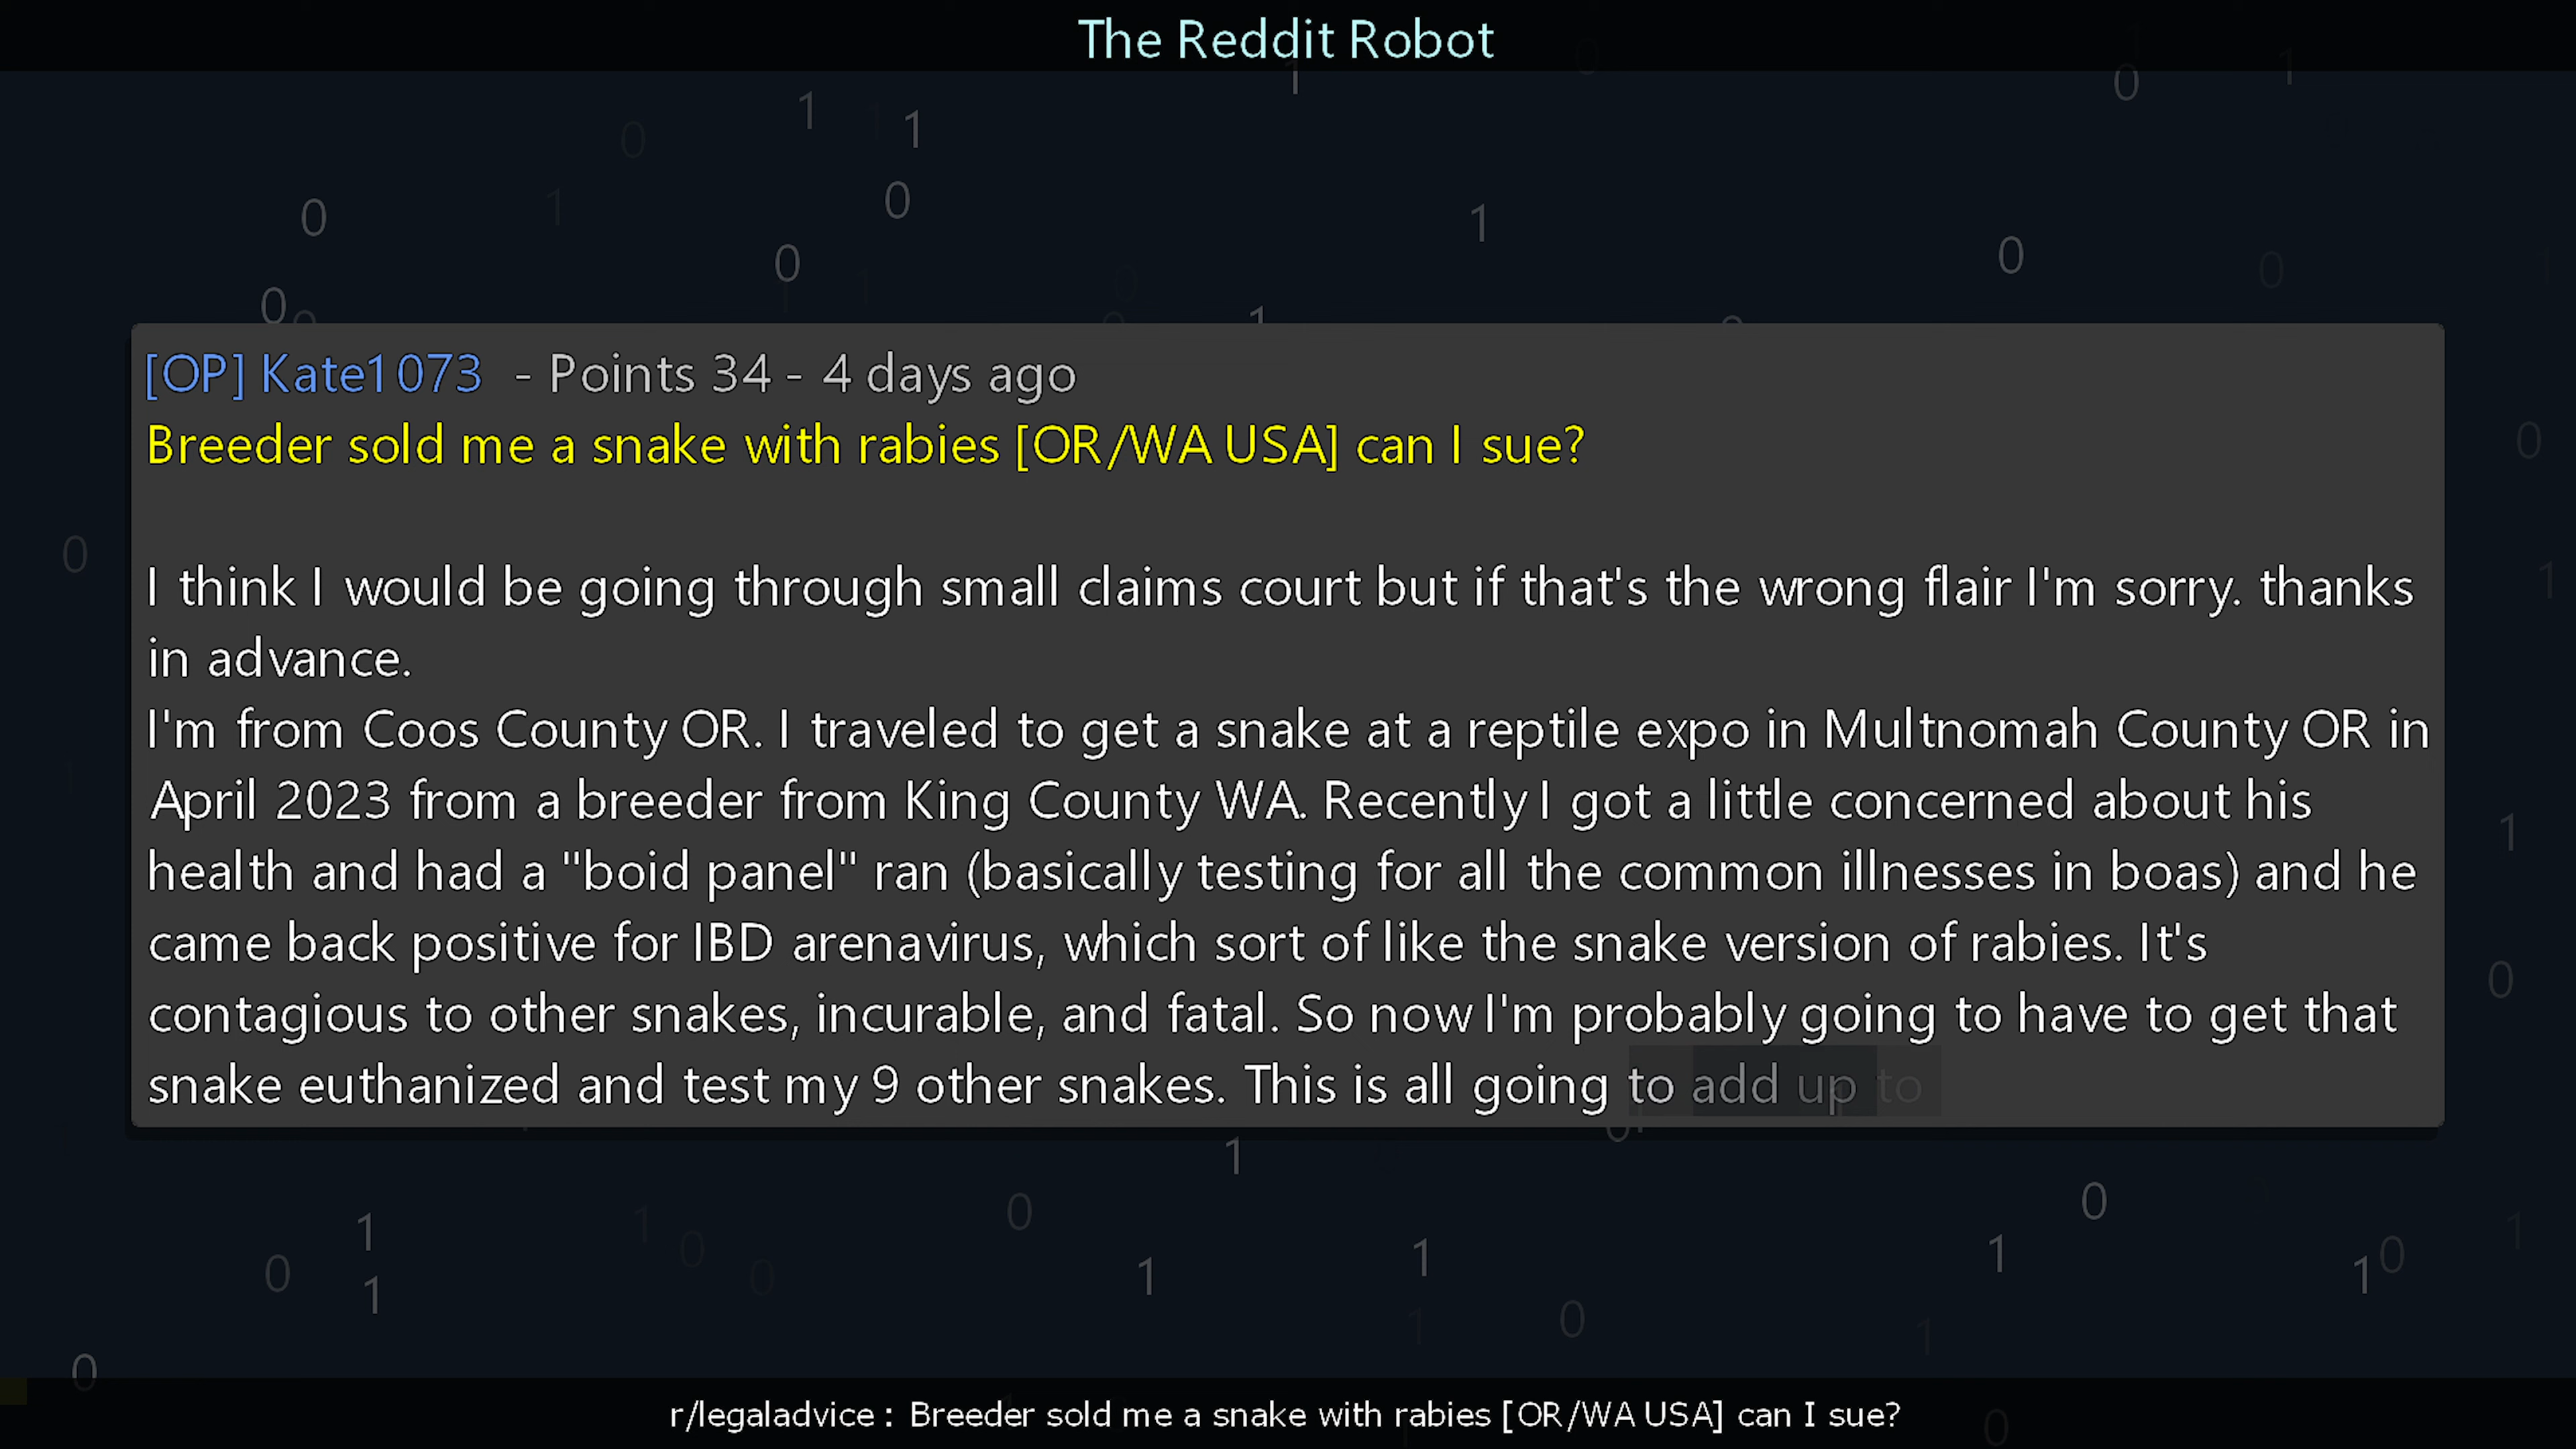 The Reddit Robot
[OP] Kate1073 - Points 34 - 4 days ago
Breeder sold me a snake with rabies [OR/WA USA] can I sue?
I think I would be going through small claims court but if that's the wrong flair I'm sorry. thanks
in advance.
I'm from Coos County OR. I traveled to get a snake at a reptile expo in Multnomah County OR in
April 2023 from a breeder from King County WA. Recently I got a little concerned about his
health and had a "boid panel" ran (basically testing for all the common illnesses in boas) and he
came back positive for IBD arenavirus, which sort of like the snake version of rabies. It's
contagious to other snakes, incurable, and fatal. So now I'm probably going to have to get that
snake euthanized and test my 9 other snakes. This is all going to add up to
r/legaladvice : Breeder sold me a snake with rabies [OR/WA USA] can I sue?